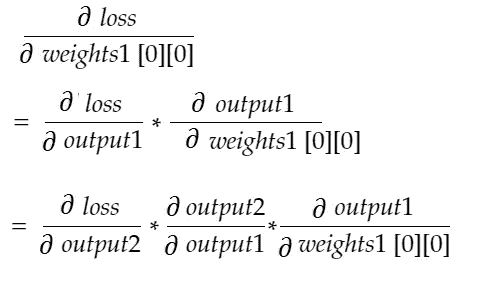 ∂ loss
∂ weights1 [0][0]
= ∂ loss / ∂ output1 * ∂ output1 / ∂ weights1 [0][0]
= ∂ loss / ∂ output2 * ∂ output2 / ∂ output1 * ∂ output1 / ∂ weights1 [0][0]